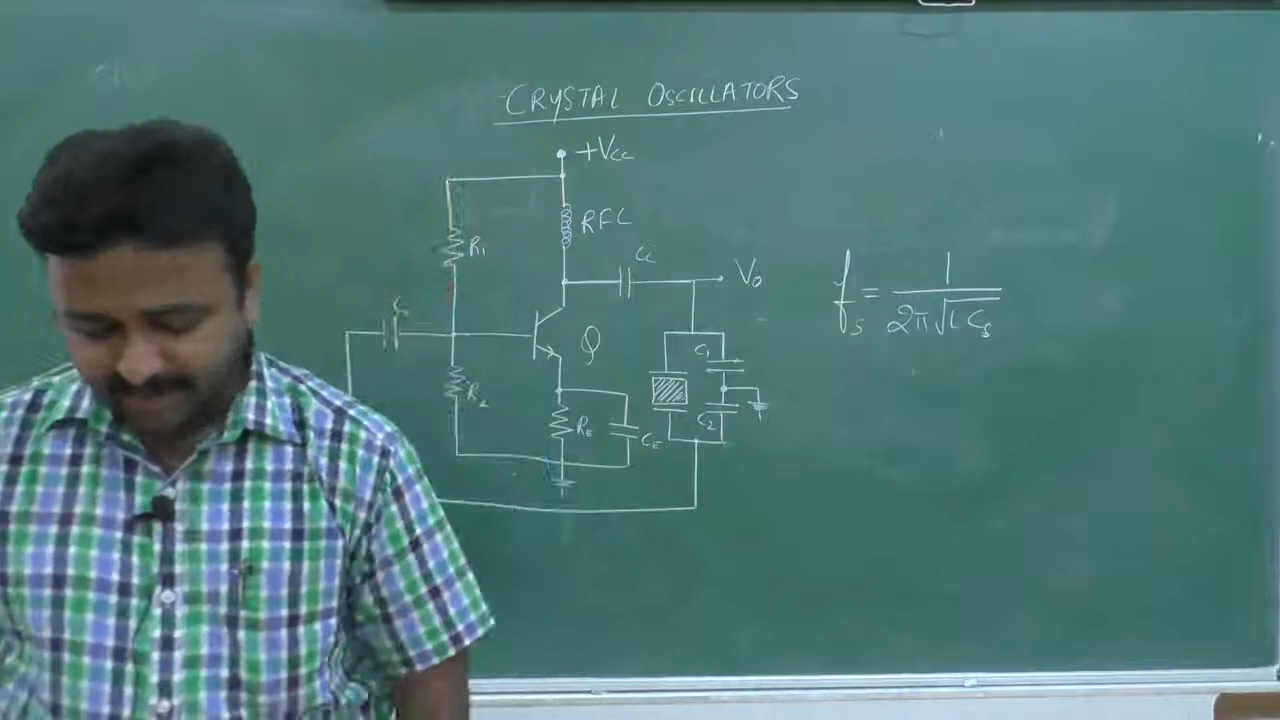 CRYSTAL OSCILLATORS
+Vcc
RFC
R1
Cc
Vo
fs = 1 / 2π√LCs
Q
C1
R2
C2
RE
CE